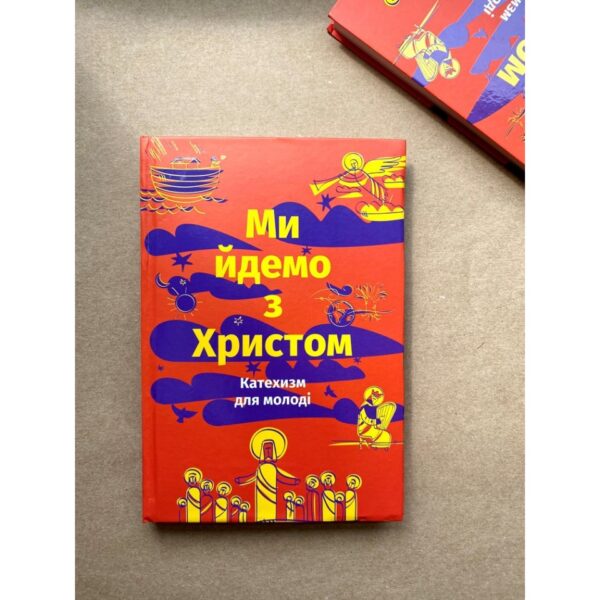 Ми
йдемо
з
Христом
Катехизм
для молоді